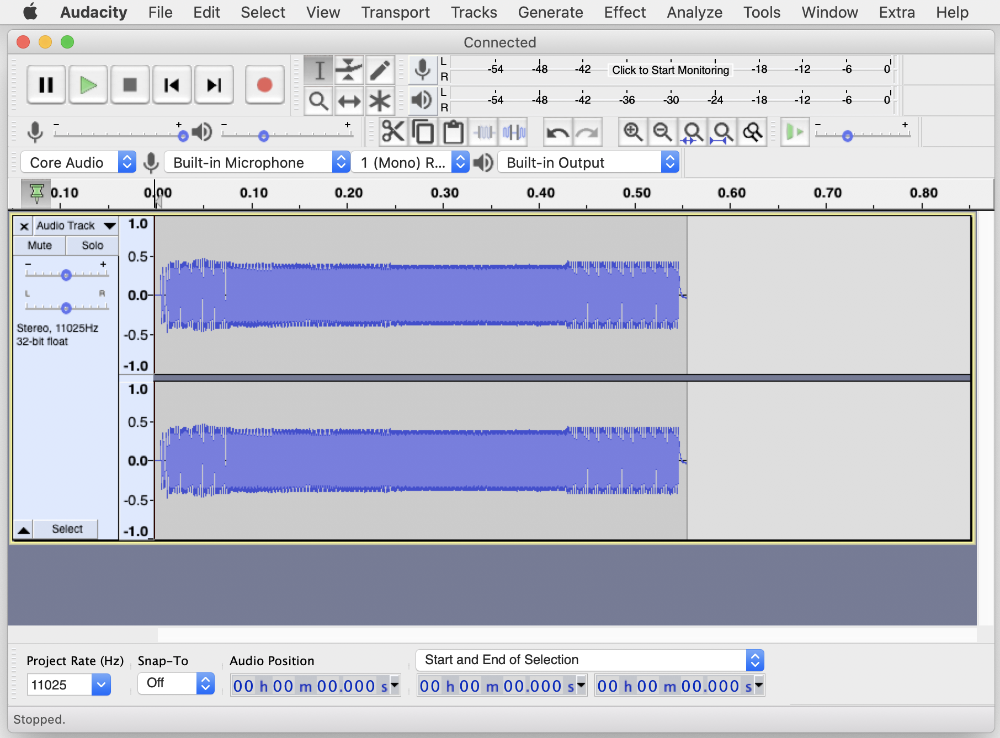 Audacity File Edit Select View Transport Tracks Generate Effect Analyze Tools Window Extra Help
Connected
L -54 -48 -42 Click to Start Monitoring -18 -12 -6 0
R
L -54 -48 -42 -36 -30 -24 -18 -12 -6 0
R
- + - + - +
Core Audio Built-in Microphone 1 (Mono) R... Built-in Output
0.10 0.00 0.10 0.20 0.30 0.40 0.50 0.60 0.70 0.80
x Audio Track 1.0
Mute Solo
- + 0.5
L R 0.0
Stereo, 11025Hz -0.5
32-bit float
-1.0
1.0
0.5
0.0
-0.5
Select -1.0
Project Rate (Hz) Snap-To Audio Position Start and End of Selection
11025 Off 00 h 00 m 00.000 s 00 h 00 m 00.000 s 00 h 00 m 00.000 s
Stopped.